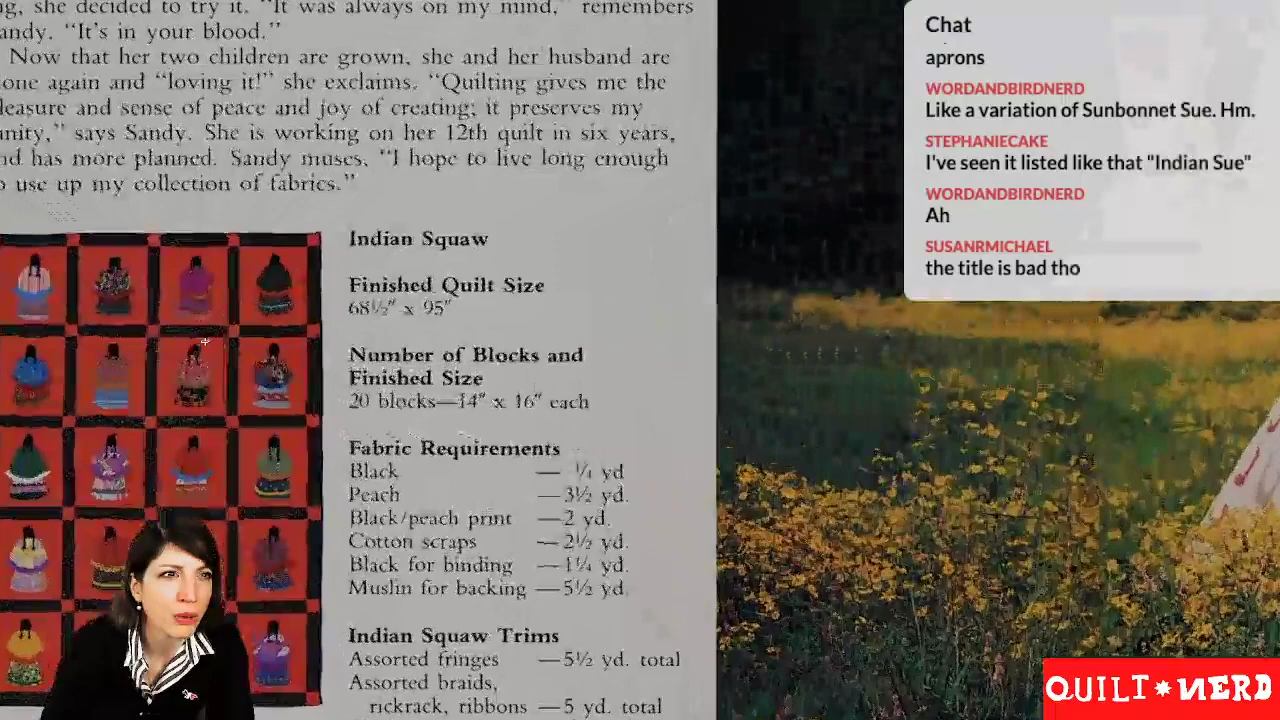 ng, she decided to try it. “It was always on my mind,” remembers
andy. “It's in your blood.”
Now that her two children are grown, she and her husband are
one again and “loving it!” she exclaims. “Quilting gives me the
leasure and sense of peace and joy of creating; it preserves my
anity,” says Sandy. She is working on her 12th quilt in six years,
nd has more planned. Sandy muses, “I hope to live long enough
o use up my collection of fabrics.”
Indian Squaw
Finished Quilt Size
68½" x 95"
Number of Blocks and
Finished Size
20 blocks—14" x 16" each
Fabric Requirements
Black — ¼ yd
Peach —3½ yd.
Black/peach print —2 yd.
Cotton scraps —2½ yd.
Black for binding —1¼ yd.
Muslin for backing —5½ yd.
Indian Squaw Trims
Assorted fringes —5½ yd. total
Assorted braids,
rickrack, ribbons —5 yd. total
Chat
aprons
WORDANDBIRDNERD
Like a variation of Sunbonnet Sue. Hm.
STEPHANIECAKE
I've seen it listed like that "Indian Sue"
WORDANDBIRDNERD
Ah
SUSANRMICHAEL
the title is bad tho
QUILT NERD